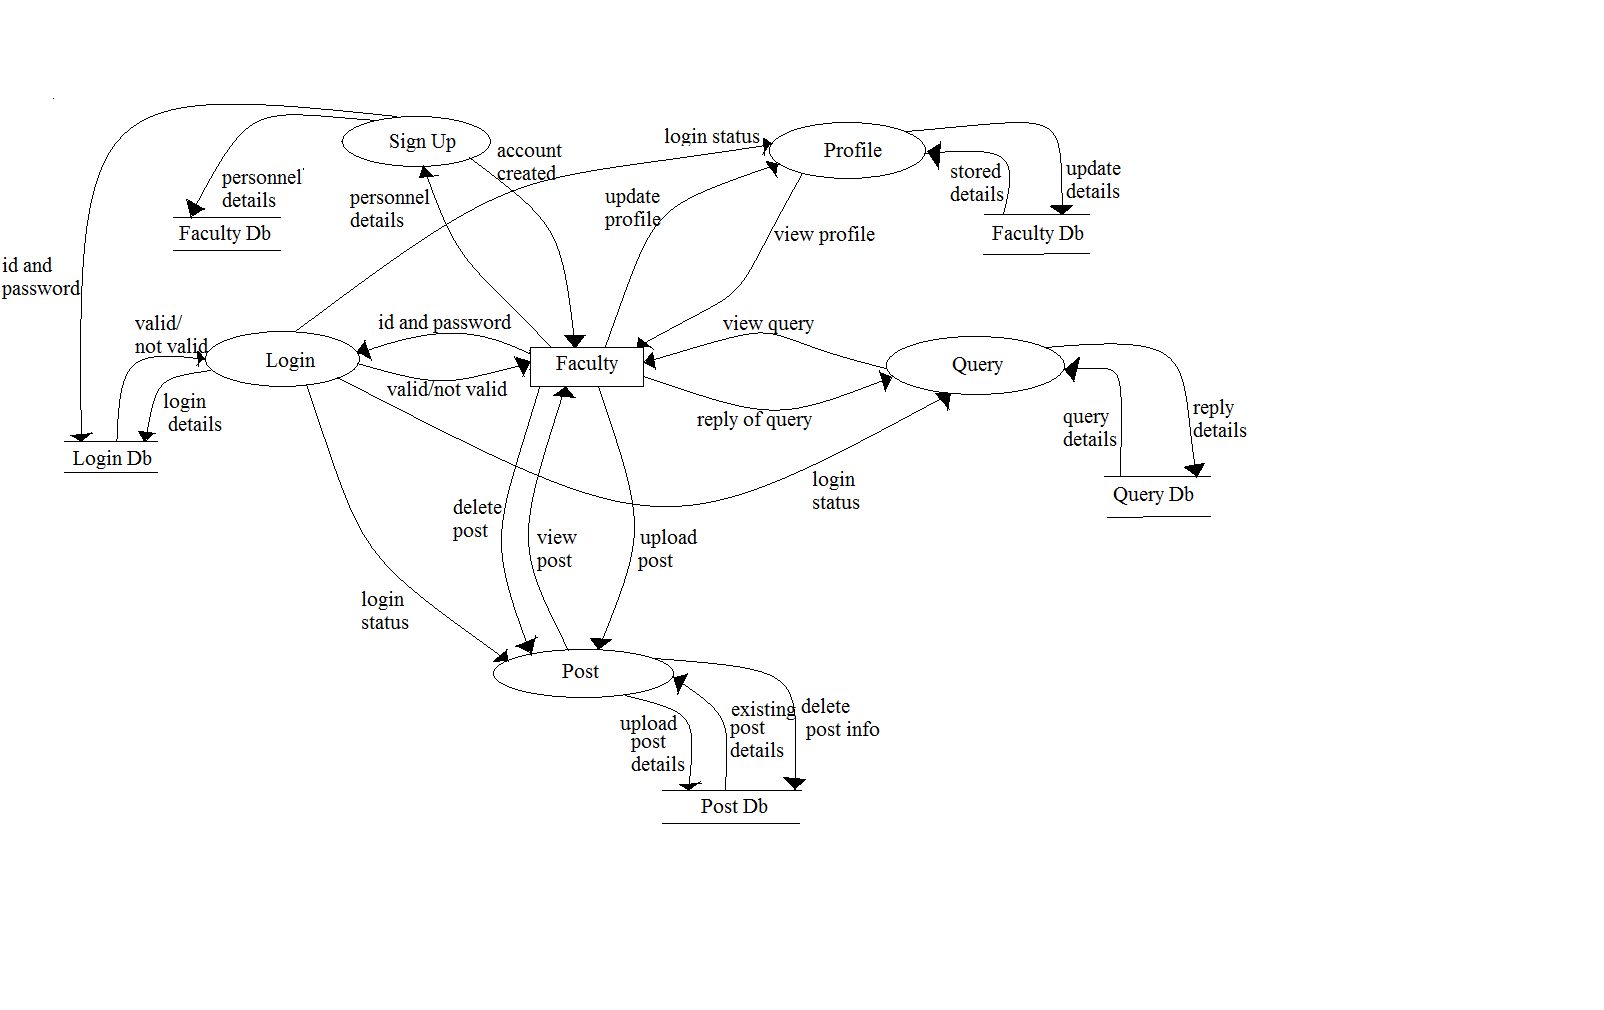 Sign Up
account
created
login status
Profile
stored
details
update
details
personnel
details
personnel
details
update
profile
view profile
Faculty Db
Faculty Db
id and
password
valid/
not valid
id and password
view query
Login
Faculty
Query
valid/not valid
login
details
reply of query
query
details
reply
details
Login Db
login
status
Query Db
delete
post
view
post
upload
post
login
status
Post
upload
post
details
existing
post
details
delete
post info
Post Db